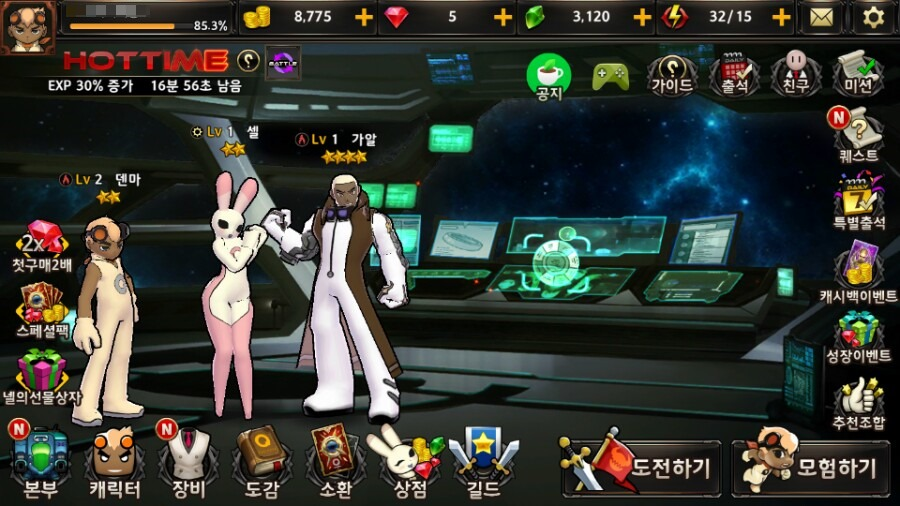 85.3%
8,775
5
3,120
32/15
HOTTIME
BATTLE
EXP 30% 증가 16분 56초 남음
공지
가이드
출석
친구
미션
N
퀘스트
DAILY
7
특별출석
캐시백이벤트
성장이벤트
추천조합
Lv 2 덴마
Lv 1 셀
Lv 1 가알
2x
첫구매2배
스페셜팩
넬의선물상자
N
본부
캐릭터
N
장비
도감
소환
상점
길드
도전하기
모험하기